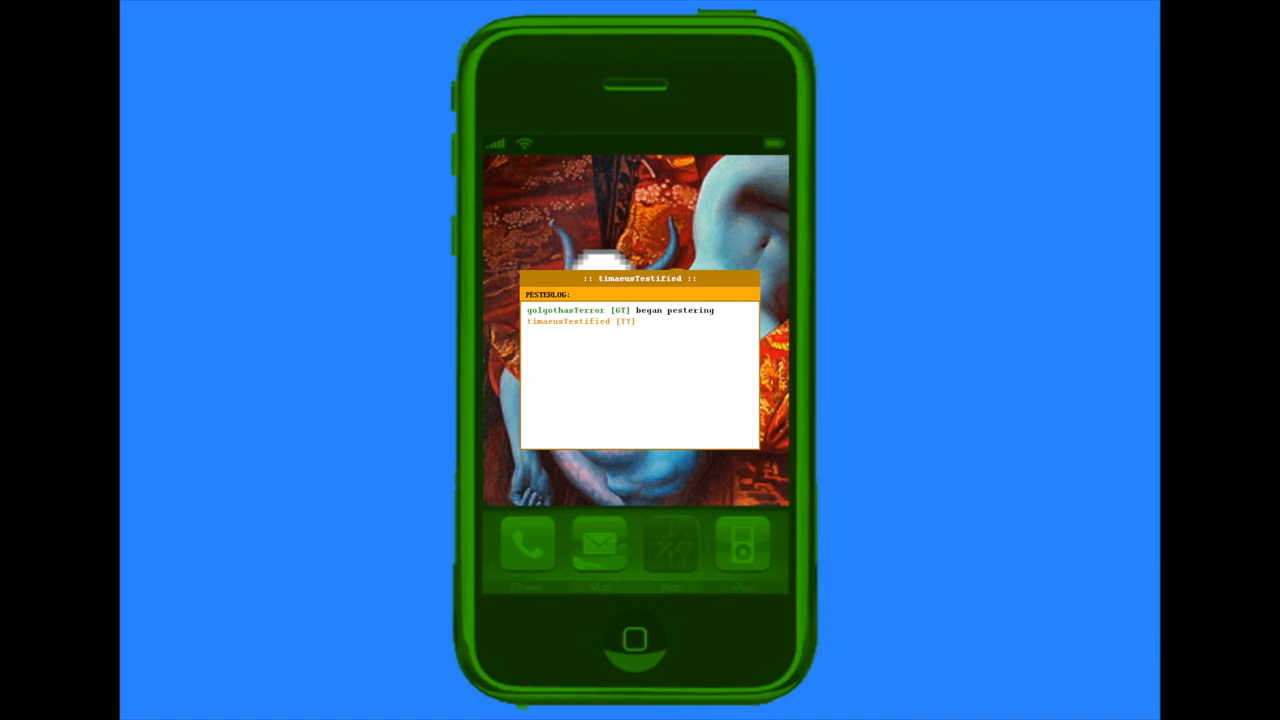 :: timaeusTestified ::
PESTERLOG:
golgothasTerror [GT] began pestering
timaeusTestified [TT]